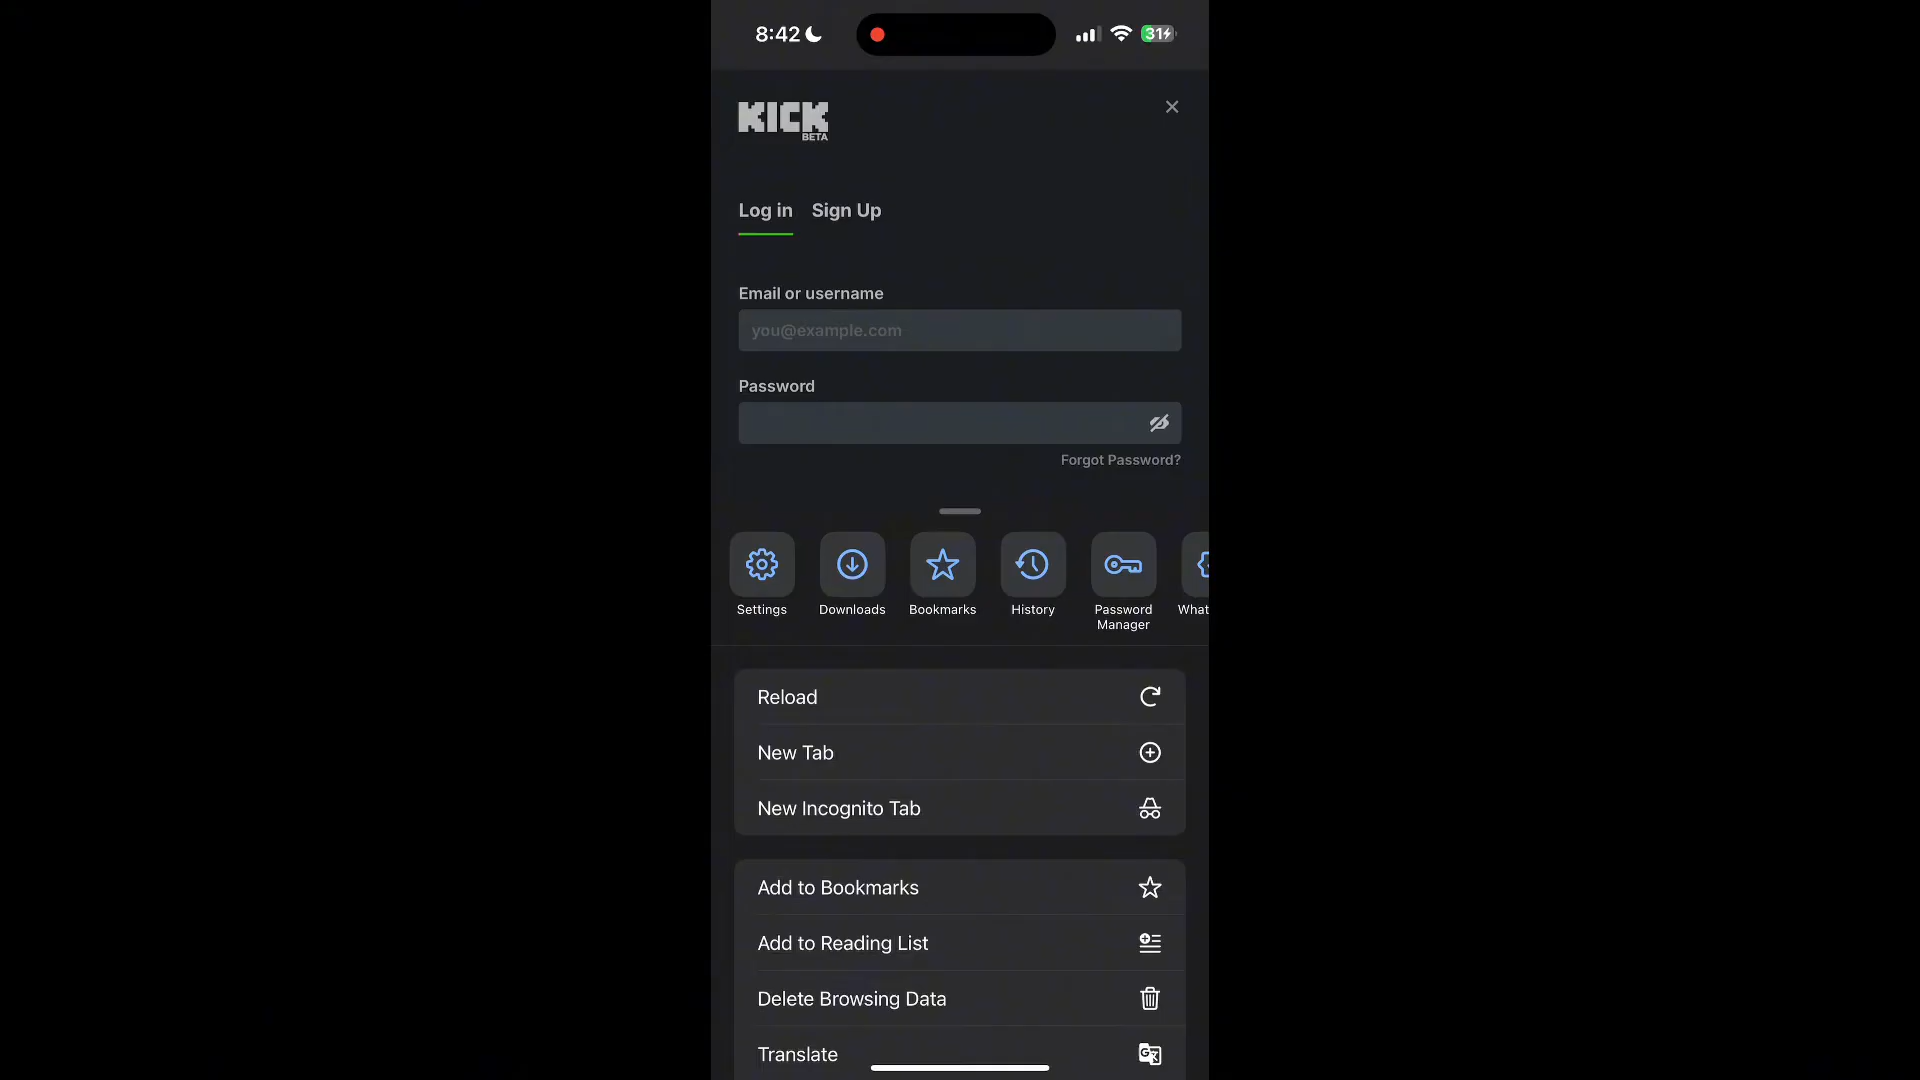 8:42
31
KICK
BETA
Log in Sign Up
Email or username
you@example.com
Password
Forgot Password?
Settings Downloads Bookmarks History Password Manager What
Reload
New Tab
New Incognito Tab
Add to Bookmarks
Add to Reading List
Delete Browsing Data
Translate